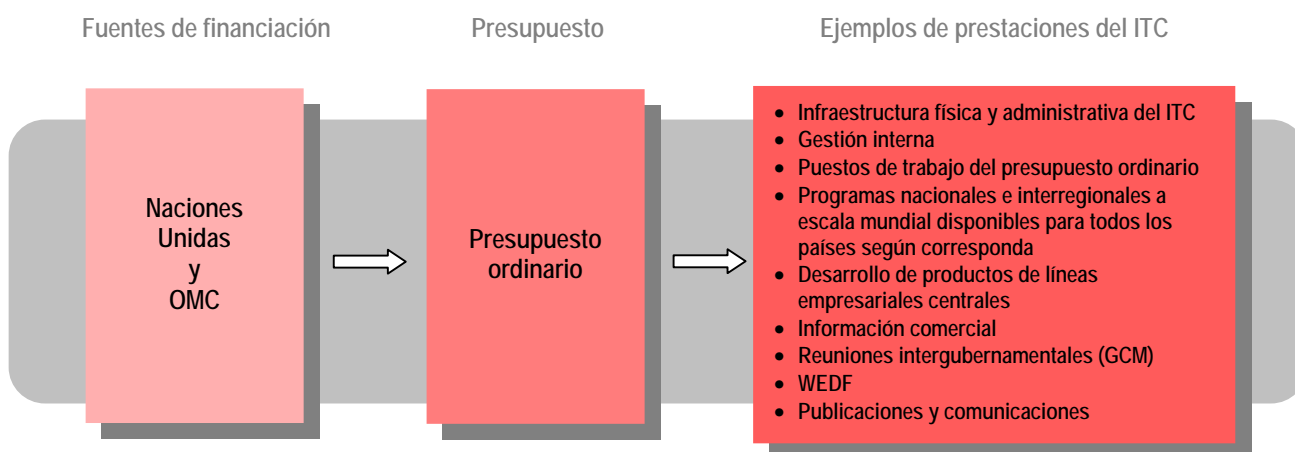 Fuentes de financiación
Presupuesto
Ejemplos de prestaciones del ITC
Naciones
Unidas
y
OMC
Presupuesto
ordinario
• Infraestructura física y administrativa del ITC
• Gestión interna
• Puestos de trabajo del presupuesto ordinario
• Programas nacionales e interregionales a
escala mundial disponibles para todos los
países según corresponda
• Desarrollo de productos de líneas
empresariales centrales
• Información comercial
• Reuniones intergubernamentales (GCM)
• WEDF
• Publicaciones y comunicaciones